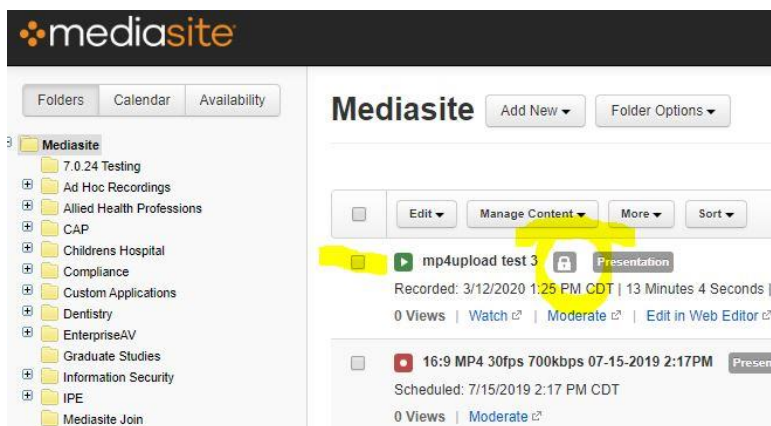 mediasite
Folders Calendar Availability
Mediasite
7.0.24 Testing
Ad Hoc Recordings
Allied Health Professions
CAP
Childrens Hospital
Compliance
Custom Applications
Dentistry
EnterpriseAV
Graduate Studies
Information Security
IPE
Mediasite Join
Mediasite Add New Folder Options
Edit Manage Content More Sort
mp4upload test 3 Presentation
Recorded: 3/12/2020 1:25 PM CDT | 13 Minutes 4 Seconds |
0 Views | Watch | Moderate | Edit in Web Editor
16:9 MP4 30fps 700kbps 07-15-2019 2:17PM Presen
Scheduled: 7/15/2019 2:17 PM CDT
0 Views | Moderate